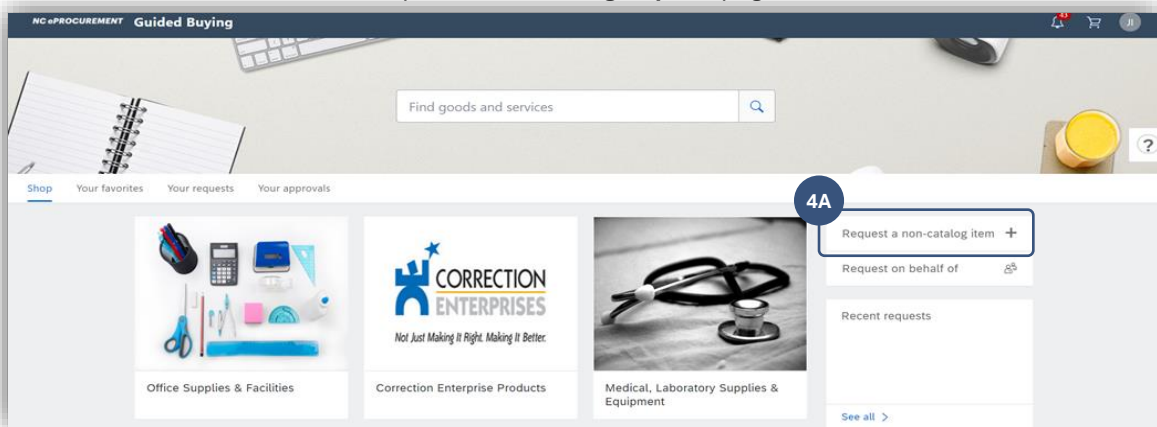 NC ePROCUREMENT Guided Buying
43
JI
Find goods and services
?
Shop Your favorites Your requests Your approvals
4A
Request a non-catalog item +
Request on behalf of
Recent requests
CORRECTION
ENTERPRISES
Not Just Making It Right. Making It Better.
Office Supplies & Facilities
Correction Enterprise Products
Medical, Laboratory Supplies &
Equipment
See all >